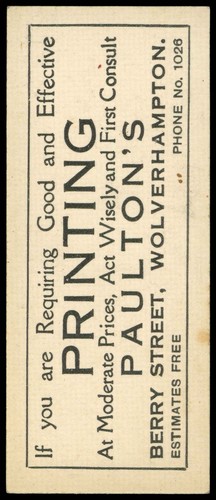 If you are Requiring Good and Effective
PRINTING
At Moderate Prices, Act Wisely and First Consult
PAULTON'S
BERRY STREET, WOLVERHAMPTON.
ESTIMATES FREE PHONE No. 1026